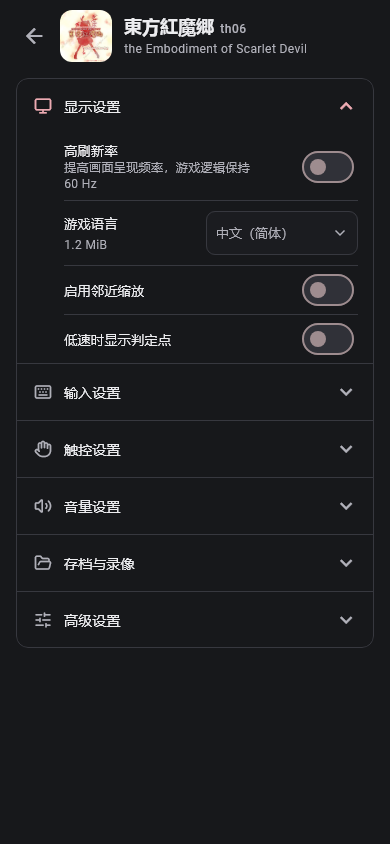 東方紅魔郷 th06
the Embodiment of Scarlet Devil
显示设置
高刷新率
提高画面呈现频率，游戏逻辑保持
60 Hz
游戏语言
1.2 MiB
中文（简体）
启用邻近缩放
低速时显示判定点
输入设置
触控设置
音量设置
存档与录像
高级设置